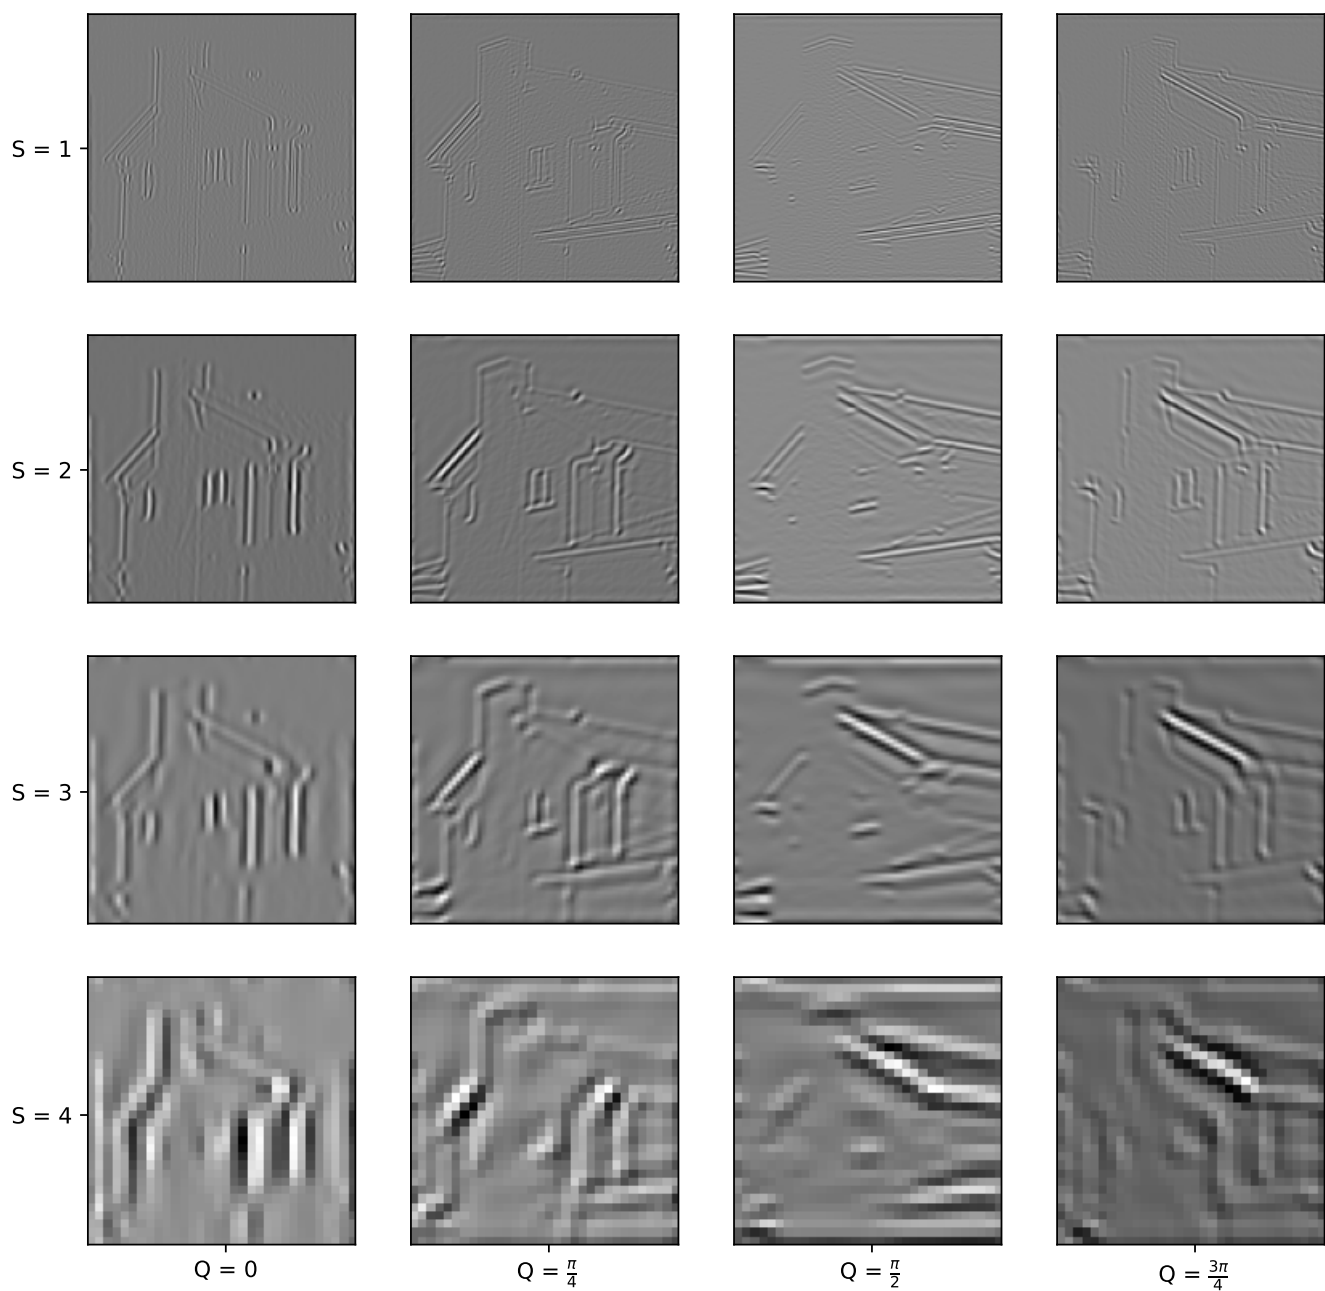 S = 1
S = 2
S = 3
S = 4
Q = 0
Q = π/4
Q = π/2
Q = 3π/4